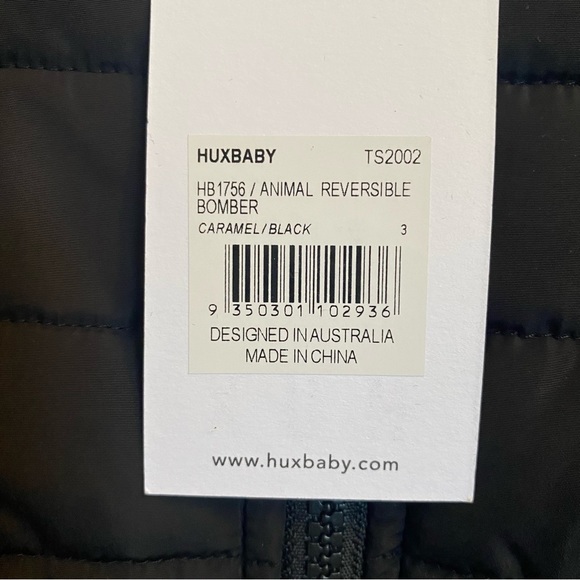 HUXBABY TS2002
HB1756 / ANIMAL REVERSIBLE
BOMBER
CARAMEL/BLACK 3
9 350301 102936
DESIGNED IN AUSTRALIA
MADE IN CHINA
www.huxbaby.com